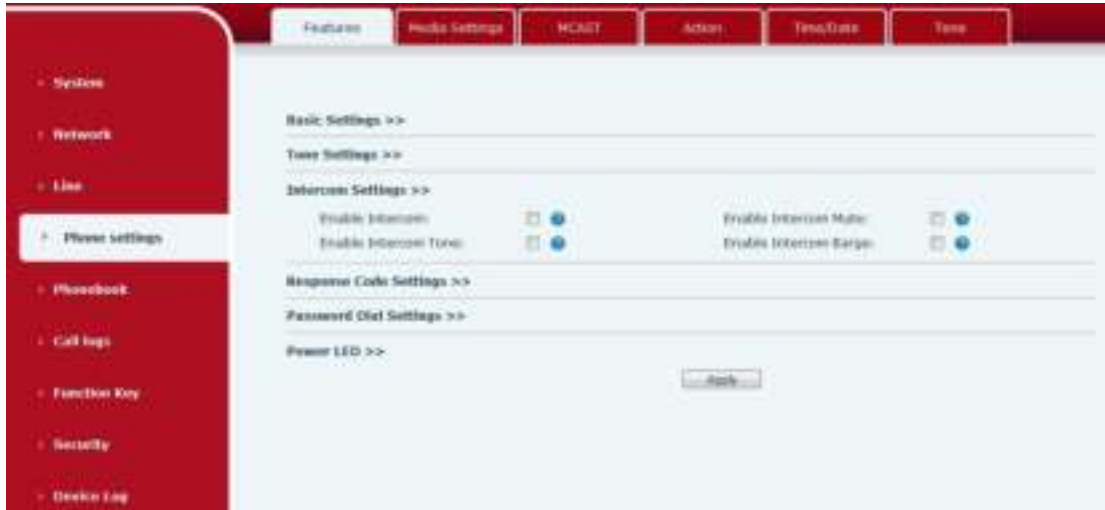 Features Media Settings MCAST Action Time/Date Tone
System
Network
Line
Phone settings
Phonebook
Call logs
Function Key
Security
Device Log
Basic Settings >>
Tone Settings >>
Intercom Settings >>
Enable Intercom: Enable Intercom Mute:
Enable Intercom Tone: Enable Intercom Barge:
Response Code Settings >>
Password Dial Settings >>
Power LED >>
Apply